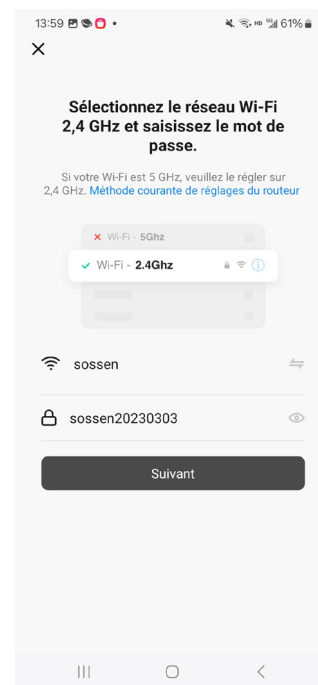 13:59 61%
Sélectionnez le réseau Wi-Fi
2,4 GHz et saisissez le mot de
passe.
Si votre Wi-Fi est 5 GHz, veuillez le régler sur
2,4 GHz. Méthode courante de réglages du routeur
Wi-Fi - 5Ghz
Wi-Fi - 2.4Ghz
sossen
sossen20230303
Suivant